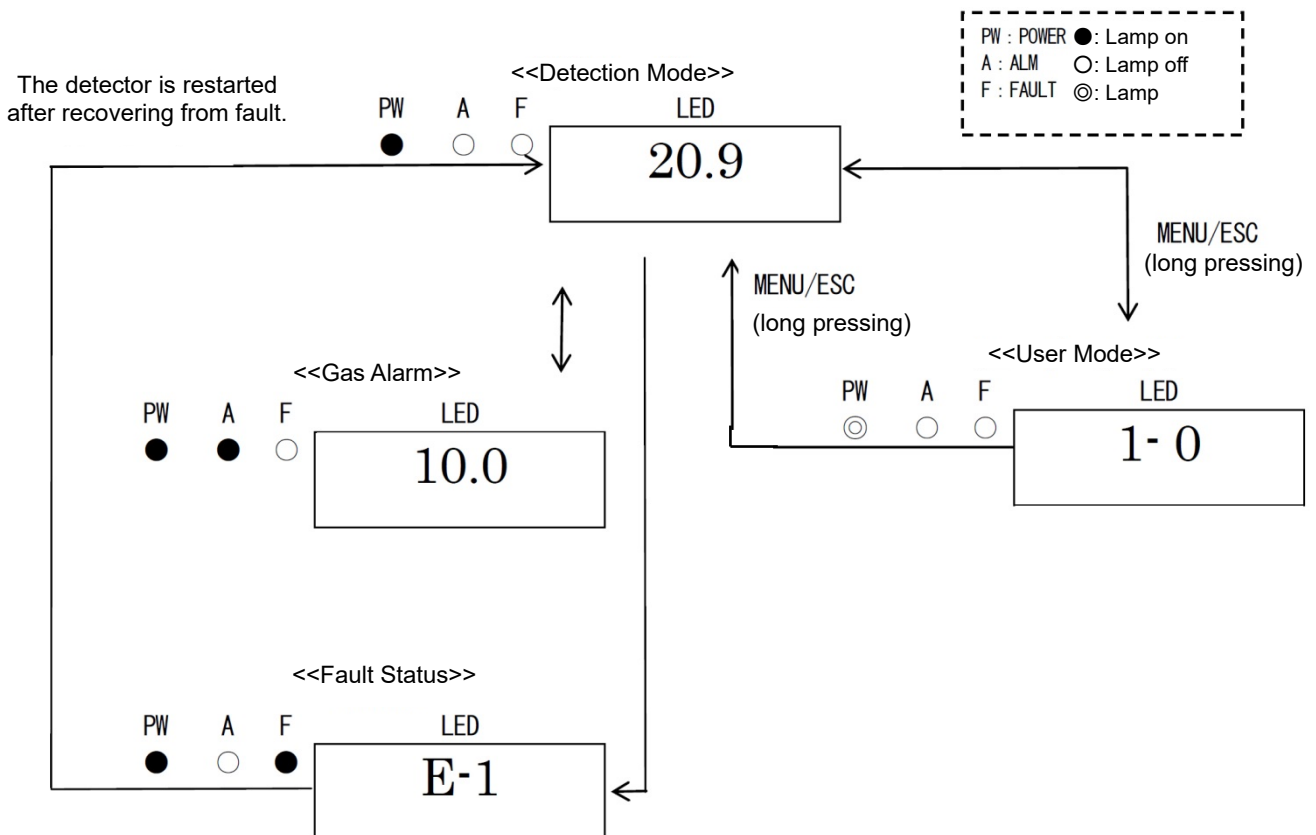 PW : POWER ●: Lamp on
A : ALM ○: Lamp off
F : FAULT ◎: Lamp
The detector is restarted
after recovering from fault.
<<Detection Mode>>
PW A F LED
20.9
MENU/ESC
(long pressing)
MENU/ESC
(long pressing)
<<User Mode>>
PW A F LED
1- 0
<<Gas Alarm>>
PW A F LED
10.0
<<Fault Status>>
PW A F LED
E-1